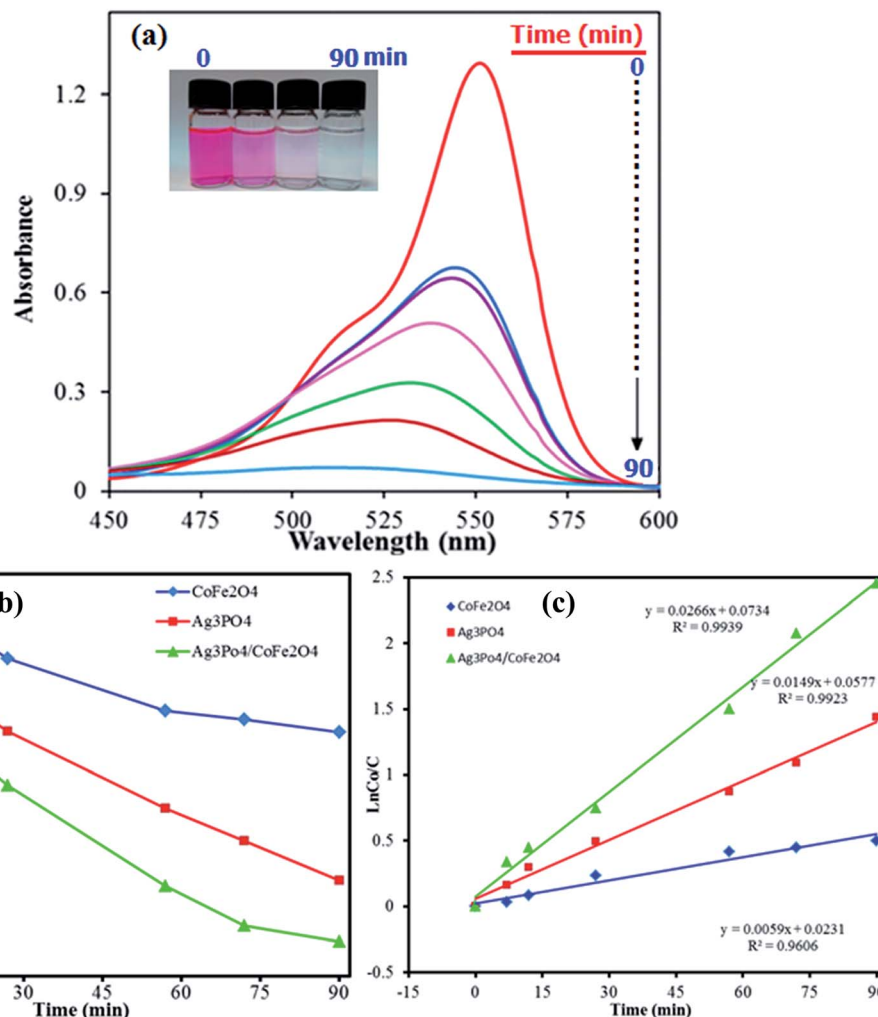 (a)
Time (min)
0
90 min
0
1.2
0.9
0.6
0.3
0
90
Absorbance
450
475
500
525
550
575
600
Wavelength (nm)
b)
CoFe2O4
Ag3PO4
Ag3Po4/CoFe2O4
30
45
60
75
90
Time (min)
(c)
2.5
2
1.5
1
0.5
0
-0.5
LnCo/C
CoFe2O4
Ag3PO4
Ag3Po4/CoFe2O4
y = 0.0266x + 0.0734
R² = 0.9939
y = 0.0149x + 0.0577
R² = 0.9923
y = 0.0059x + 0.0231
R² = 0.9606
-15
0
15
30
45
60
75
90
Time (min)